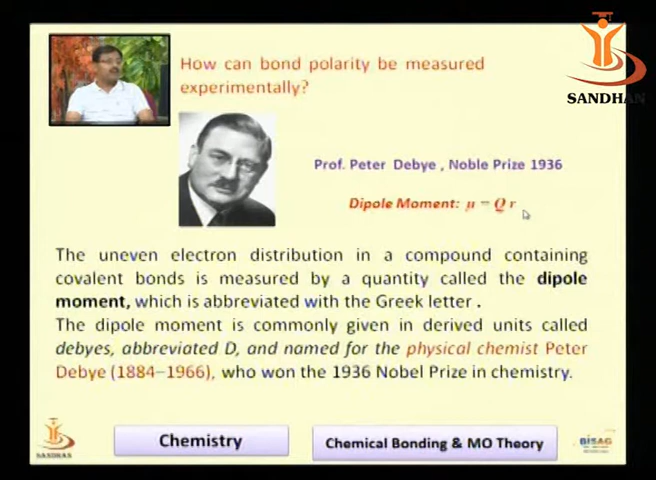 How can bond polarity be measured
experimentally?
SANDHAN
Prof. Peter Debye , Noble Prize 1936
Dipole Moment: μ = Q r
The uneven electron distribution in a compound containing
covalent bonds is measured by a quantity called the dipole
moment, which is abbreviated with the Greek letter .
The dipole moment is commonly given in derived units called
debyes, abbreviated D, and named for the physical chemist Peter
Debye (1884–1966), who won the 1936 Nobel Prize in chemistry.
SANDHAN
Chemistry
Chemical Bonding & MO Theory
BISAG